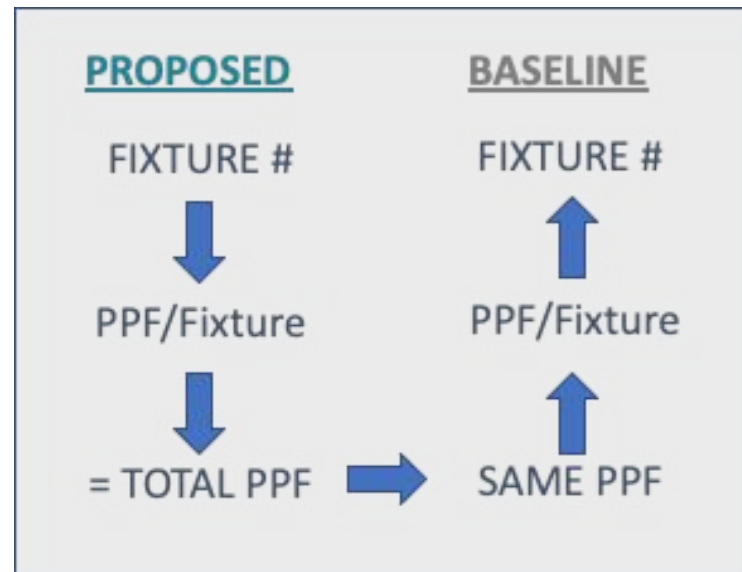 PROPOSED BASELINE
FIXTURE # FIXTURE #
PPF/Fixture PPF/Fixture
= TOTAL PPF SAME PPF